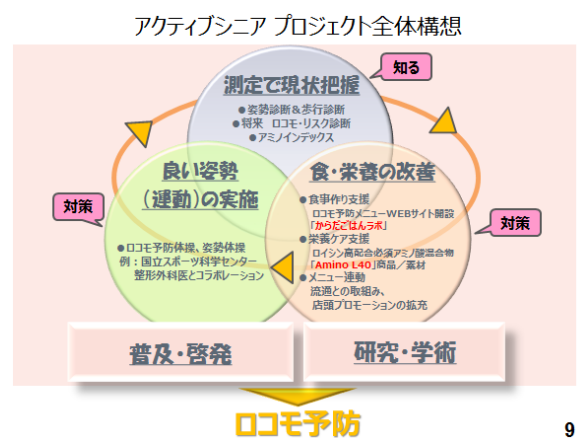 アクティブシニア プロジェクト全体構想
知る
測定で現状把握
●姿勢診断＆歩行診断
●将来 ロコモ・リスク診断
●アミノインデックス
対策
良い姿勢
（運動）の実施
●ロコモ予防体操、姿勢体操
例：国立スポーツ科学センター
整形外科医とコラボレーション
食・栄養の改善
対策
●食事作り支援
ロコモ予防メニューWEBサイト開設
「からだごはんラボ」
●栄養ケア支援
ロイシン高配合必須アミノ酸混合物
「Amino L40」商品／素材
●メニュー連動
流通との取組み、
店頭プロモーションの拡充
普及・啓発
研究・学術
ロコモ予防
9